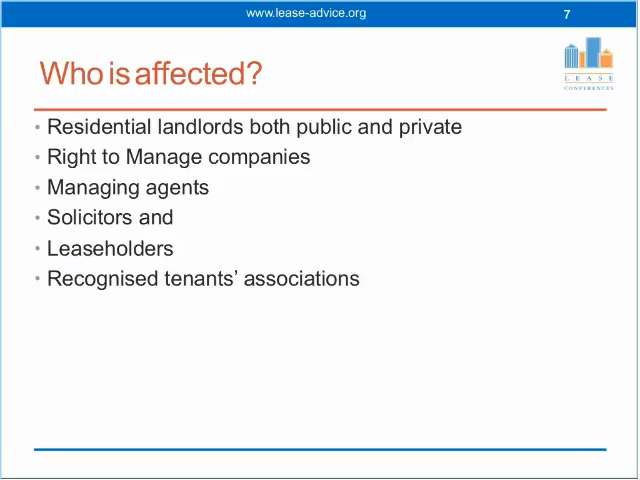 www.lease-advice.org
7
Who is affected?
LEASE
CONFERENCES
• Residential landlords both public and private
• Right to Manage companies
• Managing agents
• Solicitors and
• Leaseholders
• Recognised tenants’ associations